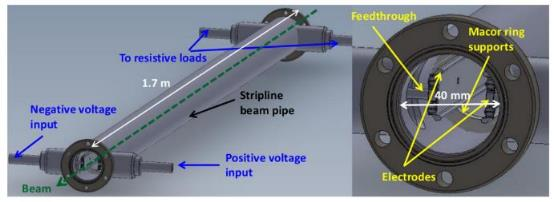 To resistive loads
1.7 m
Stripline
beam pipe
Negative voltage
input
Positive voltage
input
Beam
Feedthrough
Macor ring
supports
40 mm
Electrodes